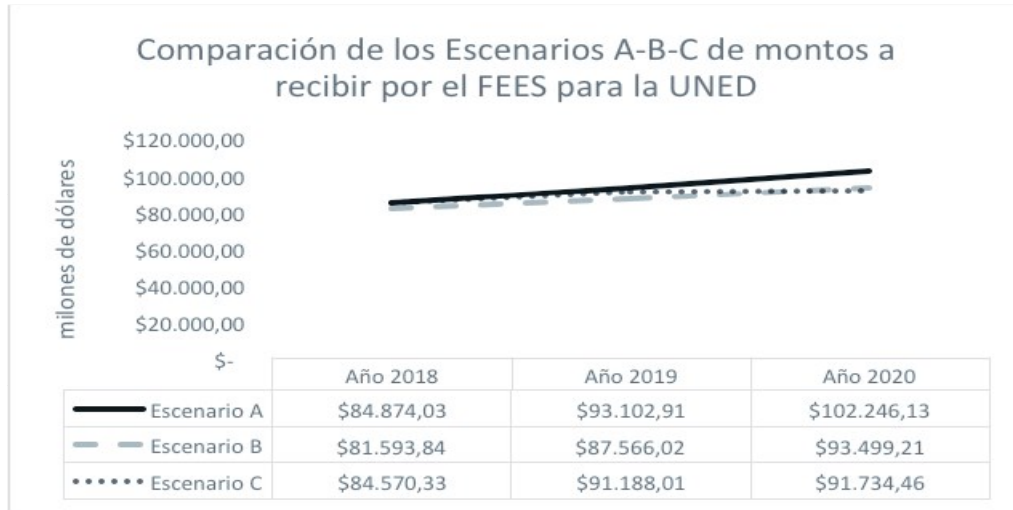 Comparación de los Escenarios A-B-C de montos a
recibir por el FEES para la UNED
milones de dólares
$120.000,00
$100.000,00
$80.000,00
$60.000,00
$40.000,00
$20.000,00
$-
Año 2018 Año 2019 Año 2020
Escenario A $84.874,03 $93.102,91 $102.246,13
Escenario B $81.593,84 $87.566,02 $93.499,21
Escenario C $84.570,33 $91.188,01 $91.734,46